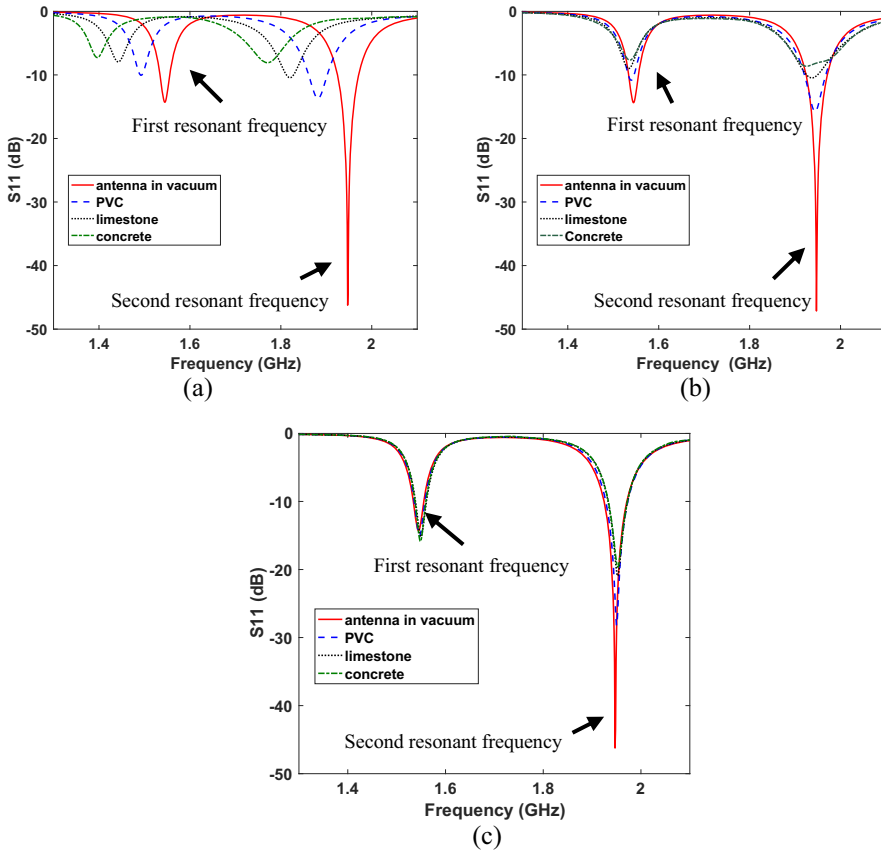 0
-10
-20
-30
-40
-50
S11 (dB)
First resonant frequency
antenna in vacuum
PVC
limestone
concrete
Second resonant frequency
1.4 1.6 1.8 2
Frequency (GHz)
(a)
0
-10
-20
-30
-40
-50
S11 (dB)
First resonant frequency
antenna in vacuum
PVC
limestone
Concrete
Second resonant frequency
1.4 1.6 1.8 2
Frequency (GHz)
(b)
0
-10
-20
-30
-40
-50
S11 (dB)
First resonant frequency
antenna in vacuum
PVC
limestone
concrete
Second resonant frequency
1.4 1.6 1.8 2
Frequency (GHz)
(c)